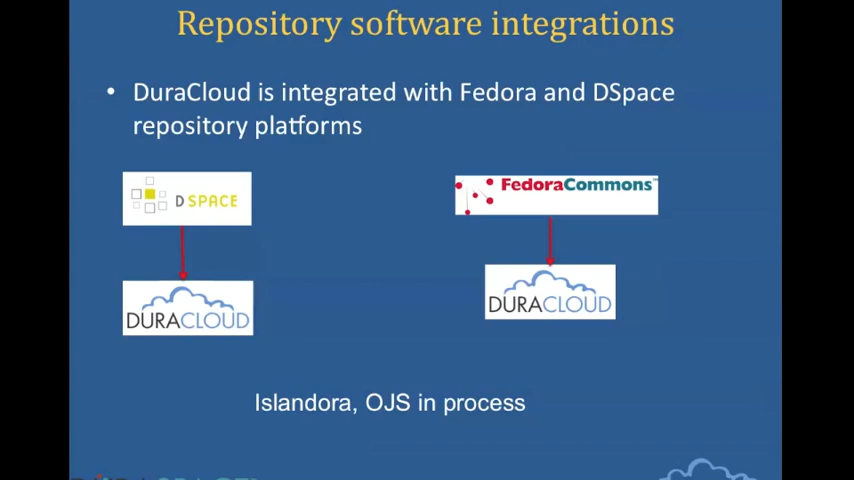 Repository software integrations
• DuraCloud is integrated with Fedora and DSpace
repository platforms
DSPACE
FedoraCommons™
DURACLOUD
DURACLOUD
Islandora, OJS in process